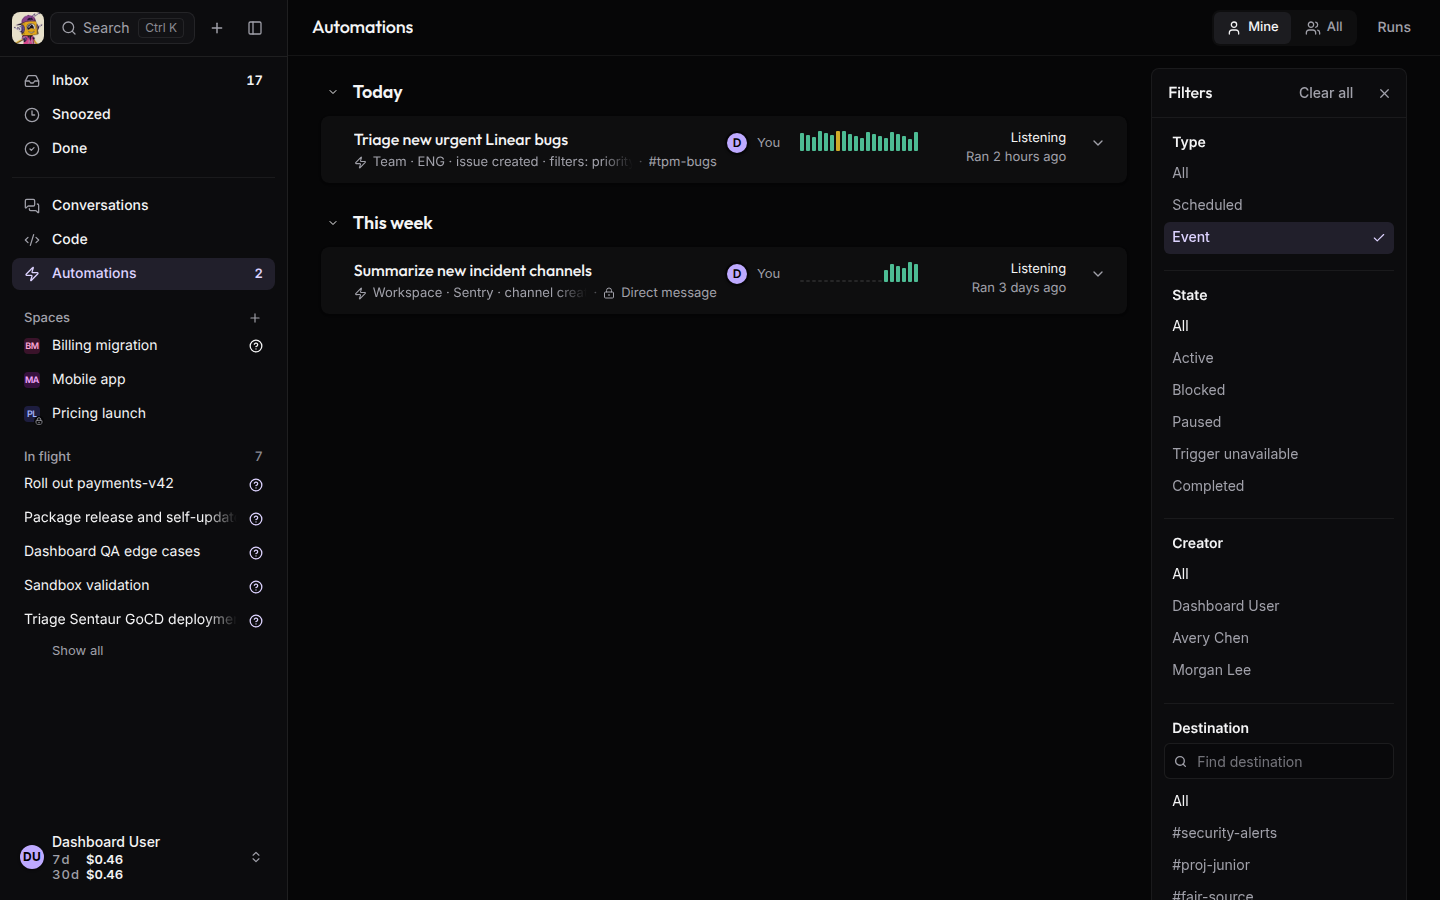 Search Ctrl K
Inbox 17
Snoozed
Done
Conversations
Code
Automations 2
Spaces
BM Billing migration
MA Mobile app
PL Pricing launch
In flight 7
Roll out payments-v42
Package release and self-updat
Dashboard QA edge cases
Sandbox validation
Triage Sentaur GoCD deployme
Show all
DU Dashboard User
7d $0.46
30d $0.46
Automations
Mine All Runs
Today
Triage new urgent Linear bugs
Team · ENG · issue created · filters: priorit · #tpm-bugs
D You
Listening
Ran 2 hours ago
This week
Summarize new incident channels
Workspace · Sentry · channel crea · Direct message
D You
Listening
Ran 3 days ago
Filters Clear all
Type
All
Scheduled
Event
State
All
Active
Blocked
Paused
Trigger unavailable
Completed
Creator
All
Dashboard User
Avery Chen
Morgan Lee
Destination
Find destination
All
#security-alerts
#proj-junior
#fair-source